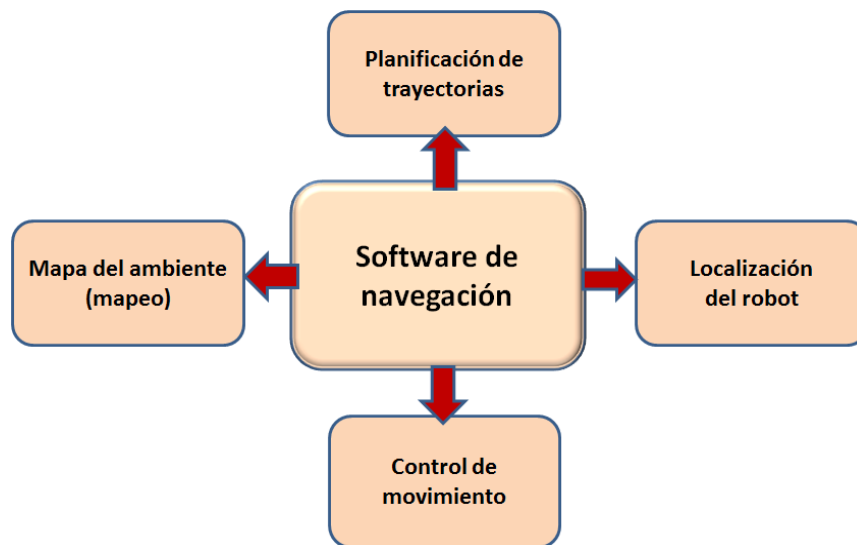 Planificación de
trayectorias
Mapa del ambiente
(mapeo)
Software de
navegación
Localización
del robot
Control de
movimiento